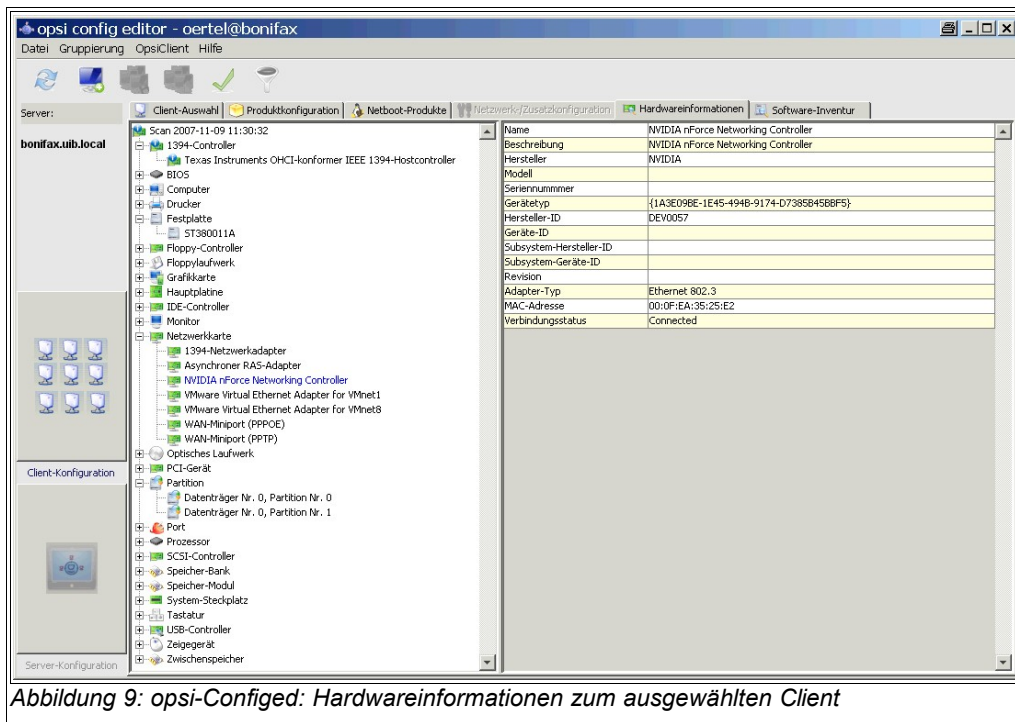 opsi config editor - oertel@bonifax
Datei Gruppierung OpsiClient Hilfe
Server:
Client-Auswahl Produktkonfiguration Netboot-Produkte Netzwerk-/Zusatzkonfiguration Hardwareinformationen Software-Inventur
bonifax.uib.local
Client-Konfiguration
Server-Konfiguration
Scan 2007-11-09 11:30:32
1394-Controller
Texas Instruments OHCI-konformer IEEE 1394-Hostcontroller
BIOS
Computer
Drucker
Festplatte
ST380011A
Floppy-Controller
Floppylaufwerk
Grafikkarte
Hauptplatine
IDE-Controller
Monitor
Netzwerkkarte
1394-Netzwerkadapter
Asynchroner RAS-Adapter
NVIDIA nForce Networking Controller
VMware Virtual Ethernet Adapter for VMnet1
VMware Virtual Ethernet Adapter for VMnet8
WAN-Miniport (PPPOE)
WAN-Miniport (PPTP)
Optisches Laufwerk
PCI-Gerät
Partition
Datenträger Nr. 0, Partition Nr. 0
Datenträger Nr. 0, Partition Nr. 1
Port
Prozessor
SCSI-Controller
Speicher-Bank
Speicher-Modul
System-Steckplatz
Tastatur
USB-Controller
Zeigegerät
Zwischenspeicher
Name NVIDIA nForce Networking Controller
Beschreibung NVIDIA nForce Networking Controller
Hersteller NVIDIA
Modell
Seriennummmer
Gerätetyp {1A3E09BE-1E45-494B-9174-D7385B45BBF5}
Hersteller-ID DEV0057
Geräte-ID
Subsystem-Hersteller-ID
Subsystem-Geräte-ID
Revision
Adapter-Typ Ethernet 802.3
MAC-Adresse 00:0F:EA:35:25:E2
Verbindungsstatus Connected
Abbildung 9: opsi-Configed: Hardwareinformationen zum ausgewählten Client